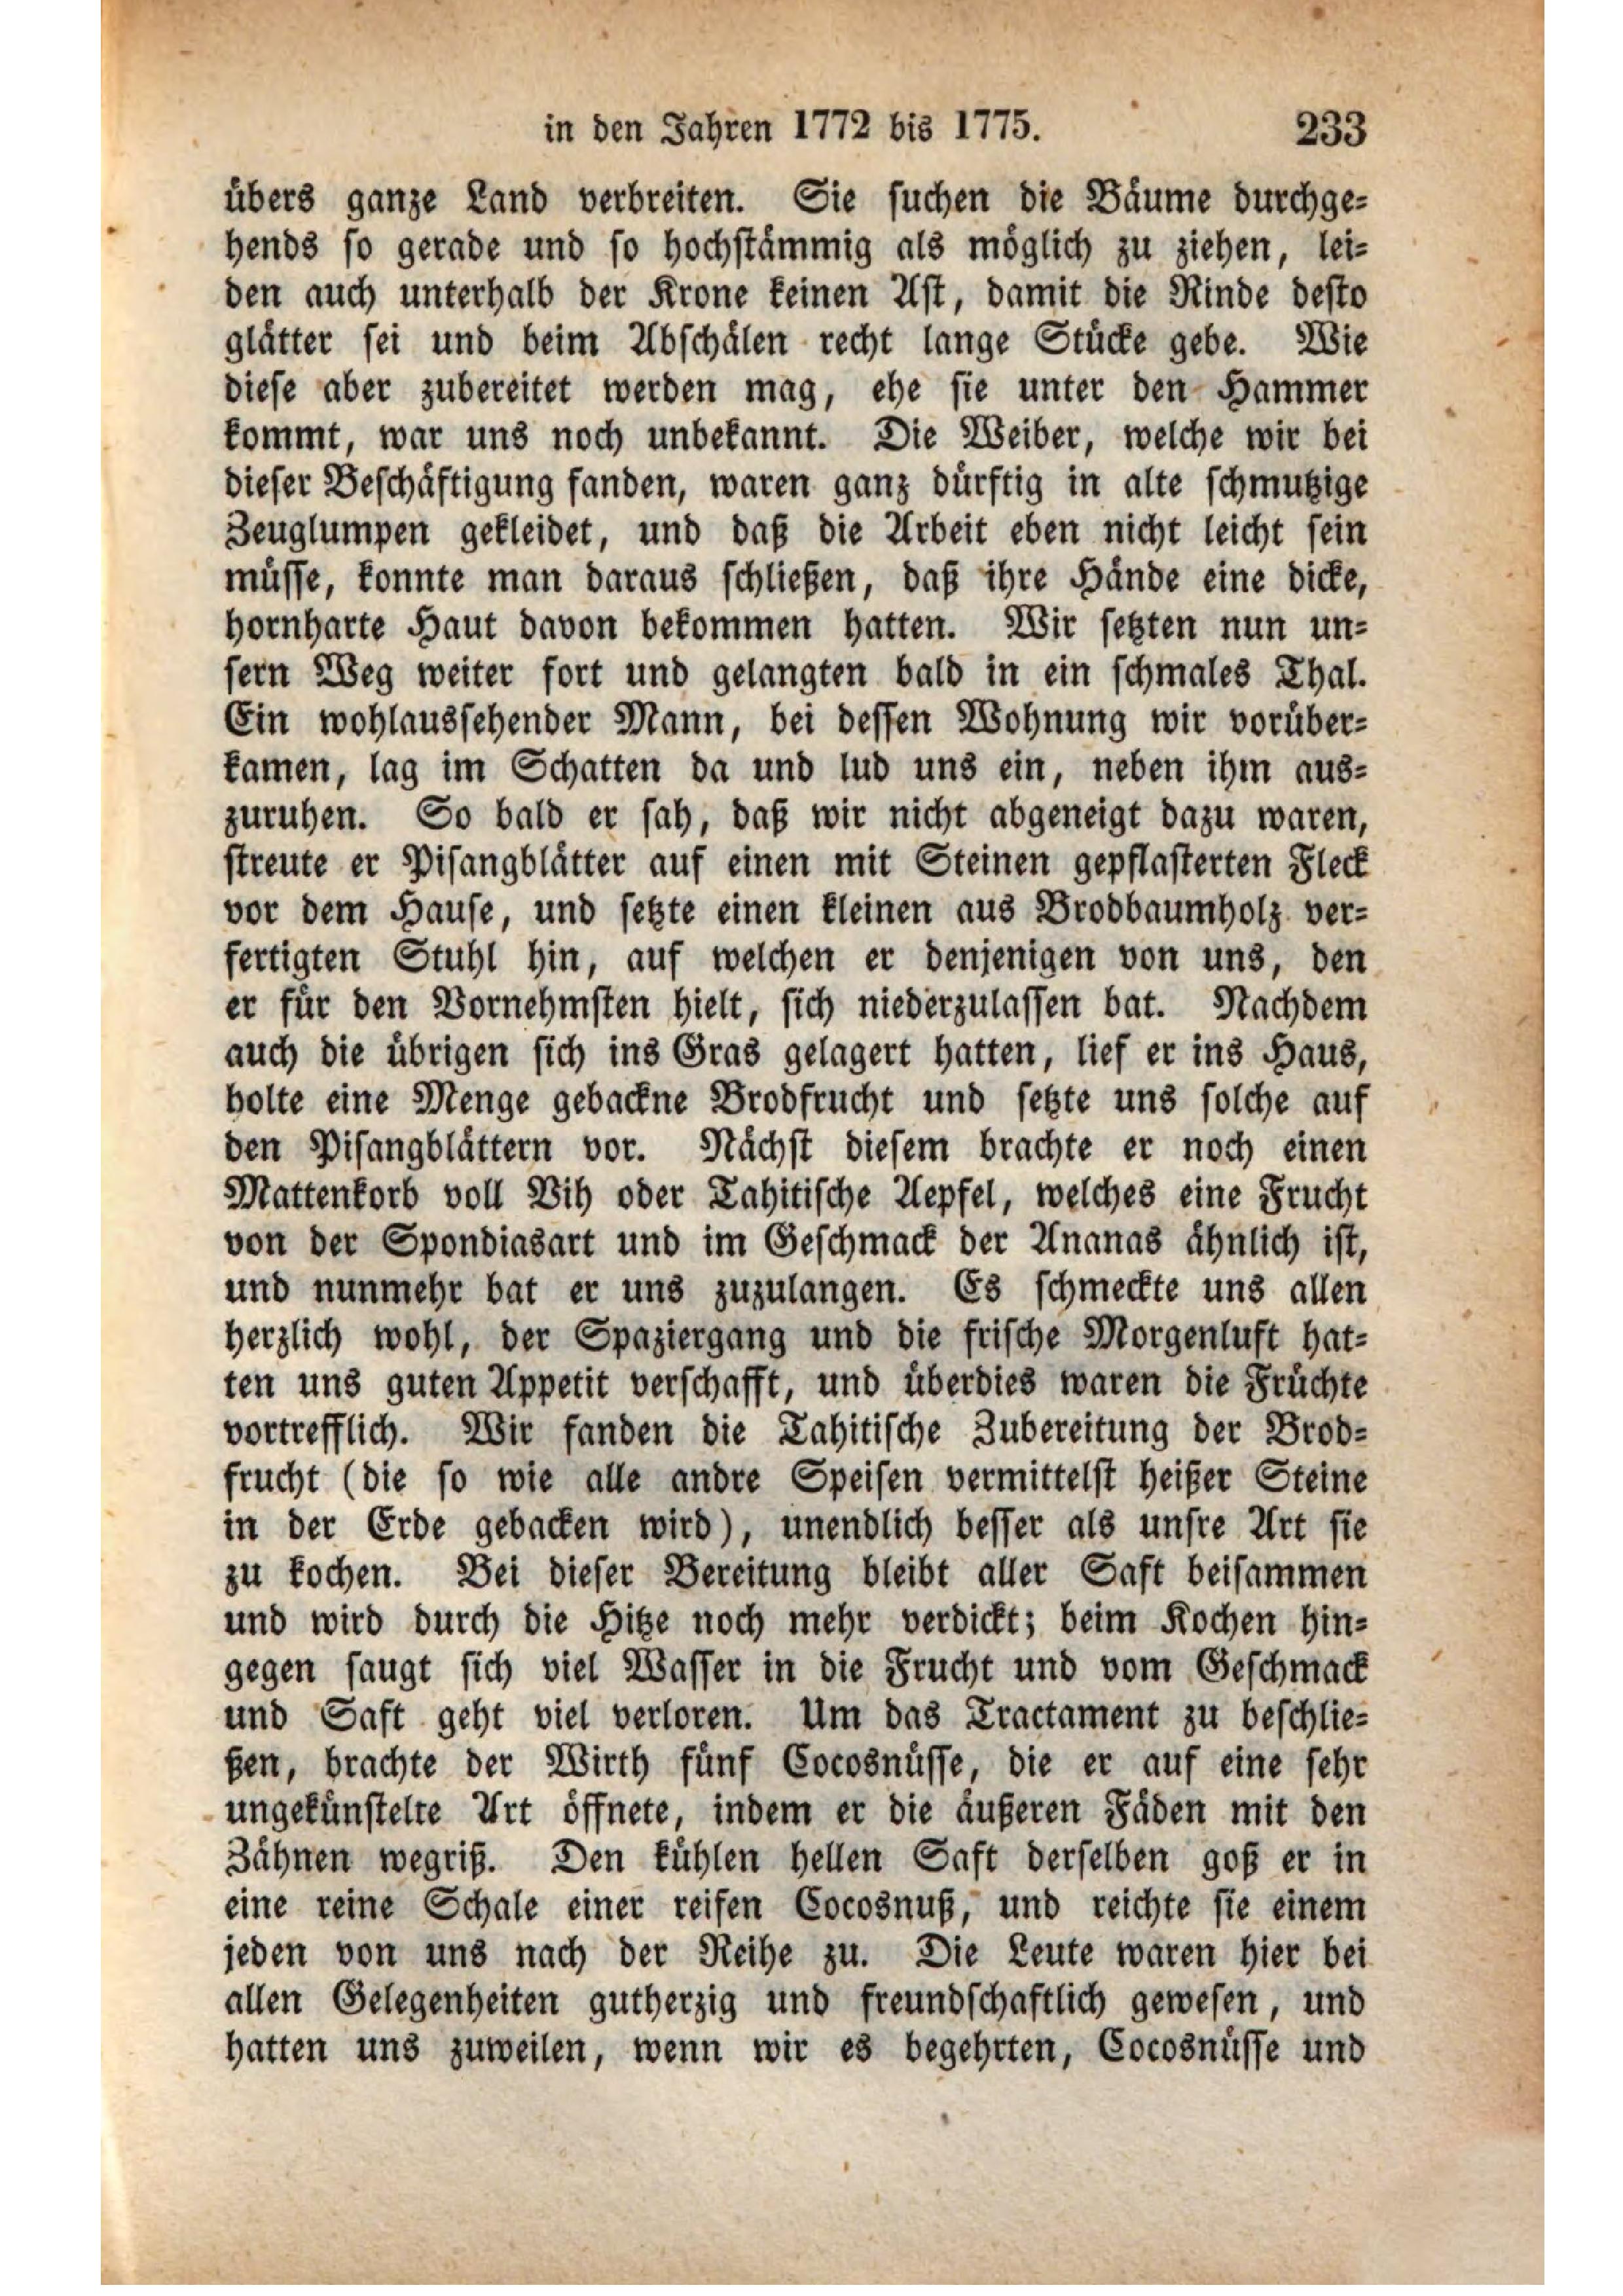 in den Jahren 1772 bis 1775. 233
übers ganze Land verbreiten. Sie suchen die Bäume durchge-
hends so gerade und so hochstämmig als möglich zu ziehen, lei-
den auch unterhalb der Krone keinen Ast, damit die Rinde desto
glätter sei und beim Abschälen recht lange Stücke gebe. Wie
diese aber zubereitet werden mag, ehe sie unter den Hammer
kommt, war uns noch unbekannt. Die Weiber, welche wir bei
dieser Beschäftigung fanden, waren ganz dürftig in alte schmutzige
Zeuglumpen gekleidet, und daß die Arbeit eben nicht leicht sein
müsse, konnte man daraus schließen, daß ihre Hände eine dicke,
hornharte Haut davon bekommen hatten. Wir setzten nun un-
sern Weg weiter fort und gelangten bald in ein schmales Thal.
Ein wohlaussehender Mann, bei dessen Wohnung wir vorüber-
kamen, lag im Schatten da und lud uns ein, neben ihm aus-
zuruhen. So bald er sah, daß wir nicht abgeneigt dazu waren,
streute er Pisangblätter auf einen mit Steinen gepflasterten Fleck
vor dem Hause, und setzte einen kleinen aus Brodbaumholz ver-
fertigten Stuhl hin, auf welchen er denjenigen von uns, den
er für den Vornehmsten hielt, sich niederzulassen bat. Nachdem
auch die übrigen sich ins Gras gelagert hatten, lief er ins Haus,
holte eine Menge gebackne Brodfrucht und setzte uns solche auf
den Pisangblättern vor. Nächst diesem brachte er noch einen
Mattenkorb voll Vih oder Tahitische Aepfel, welches eine Frucht
von der Spondiasart und im Geschmack der Ananas ähnlich ist,
und nunmehr bat er uns zuzulangen. Es schmeckte uns allen
herzlich wohl, der Spaziergang und die frische Morgenluft hat-
ten uns guten Appetit verschafft, und überdies waren die Früchte
vortrefflich. Wir fanden die Tahitische Zubereitung der Brod-
frucht (die so wie alle andre Speisen vermittelst heißer Steine
in der Erde gebacken wird), unendlich besser als unsre Art sie
zu kochen. Bei dieser Bereitung bleibt aller Saft beisammen
und wird durch die Hitze noch mehr verdickt; beim Kochen hin-
gegen saugt sich viel Wasser in die Frucht und vom Geschmack
und Saft geht viel verloren. Um das Tractament zu beschlie-
ßen, brachte der Wirth fünf Cocosnüsse, die er auf eine sehr
ungekünstelte Art öffnete, indem er die äußeren Fäden mit den
Zähnen wegriß. Den kühlen hellen Saft derselben goß er in
eine reine Schale einer reifen Cocosnuß, und reichte sie einem
jeden von uns nach der Reihe zu. Die Leute waren hier bei
allen Gelegenheiten gutherzig und freundschaftlich gewesen, und
hatten uns zuweilen, wenn wir es begehrten, Cocosnüsse und